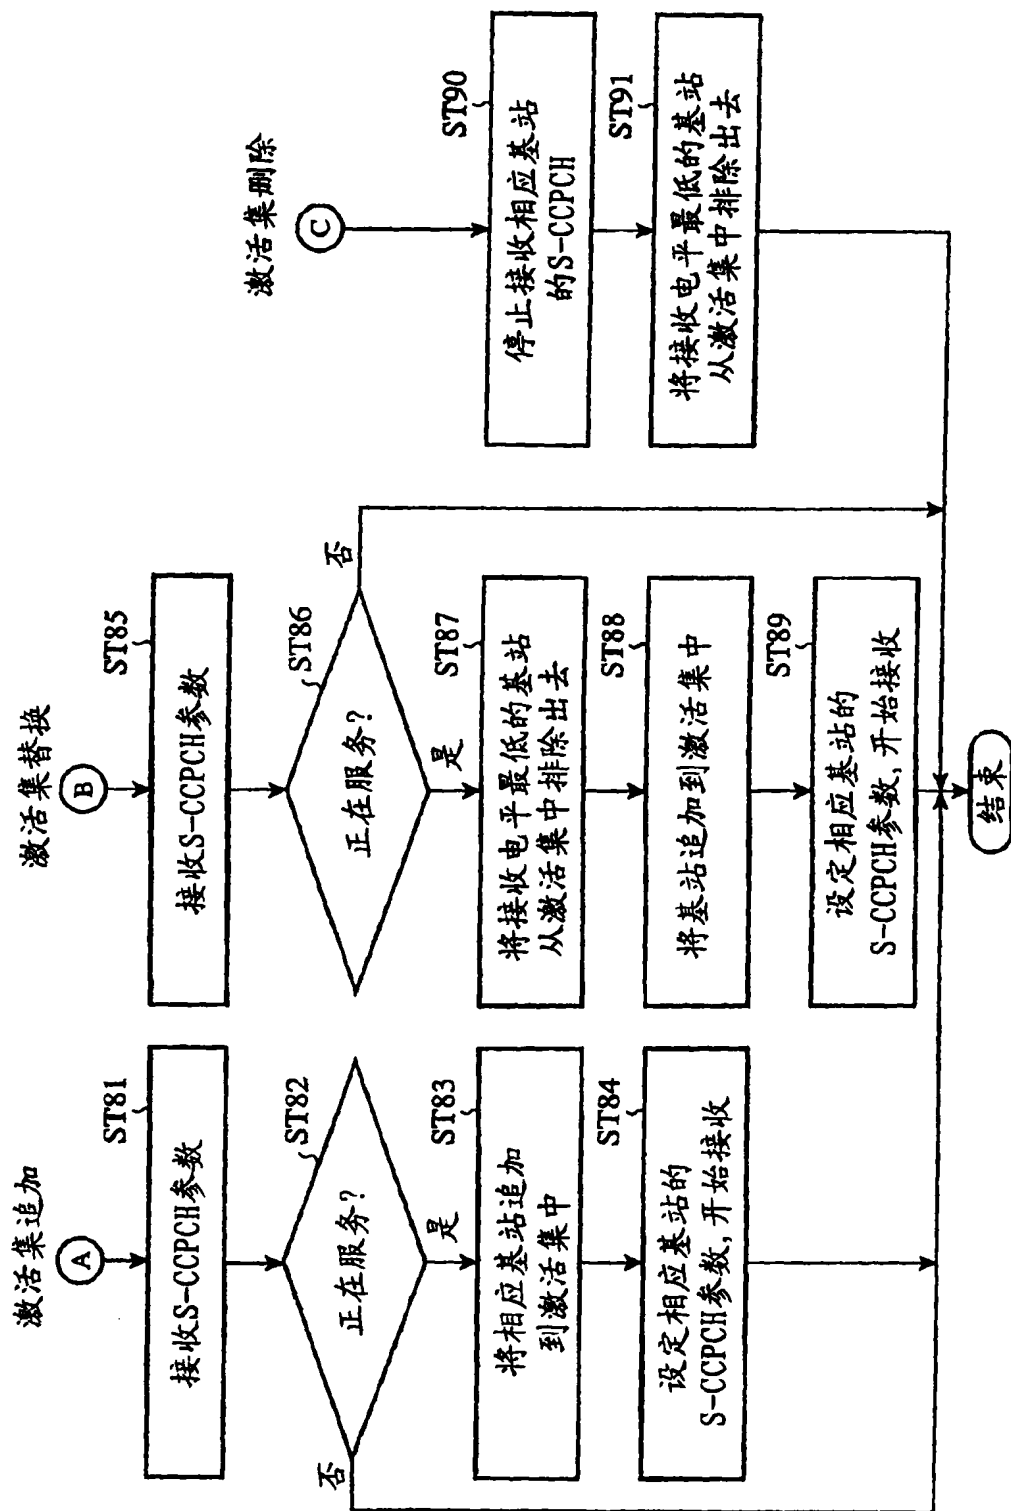 激活集追加
A
ST81
接收S-CCPCH参数
ST82
正在服务?
否
是
ST83
将相应基站追加
到激活集中
ST84
设定相应基站的
S-CCPCH参数,开始接收
激活集替换
B
ST85
接收S-CCPCH参数
ST86
正在服务?
否
是
ST87
将接收电平最低的基站
从激活集中排除出去
ST88
将基站追加到激活集中
ST89
设定相应基站的
S-CCPCH参数,开始接收
激活集删除
C
ST90
停止接收相应基站
的S-CCPCH
ST91
将接收电平最低的基站
从激活集中排除出去
结束